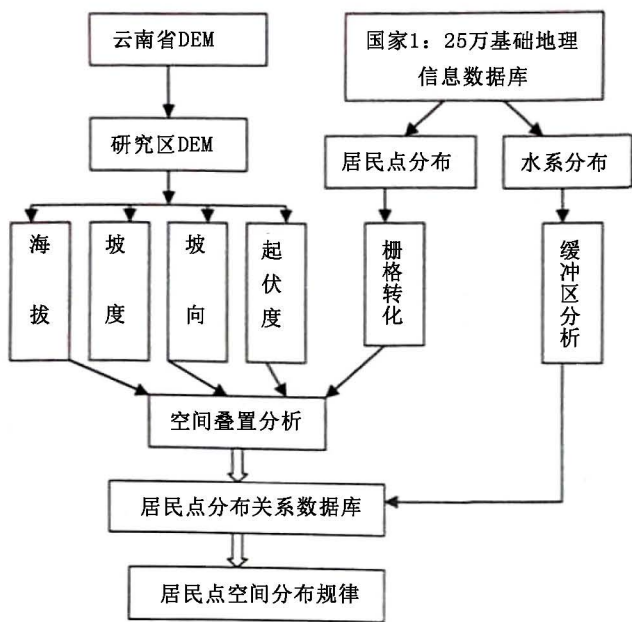 云南省DEM
国家1：25万基础地理
信息数据库
研究区DEM
居民点分布
水系分布
海拔
坡度
坡向
起伏度
栅格转化
缓冲区分析
空间叠置分析
居民点分布关系数据库
居民点空间分布规律